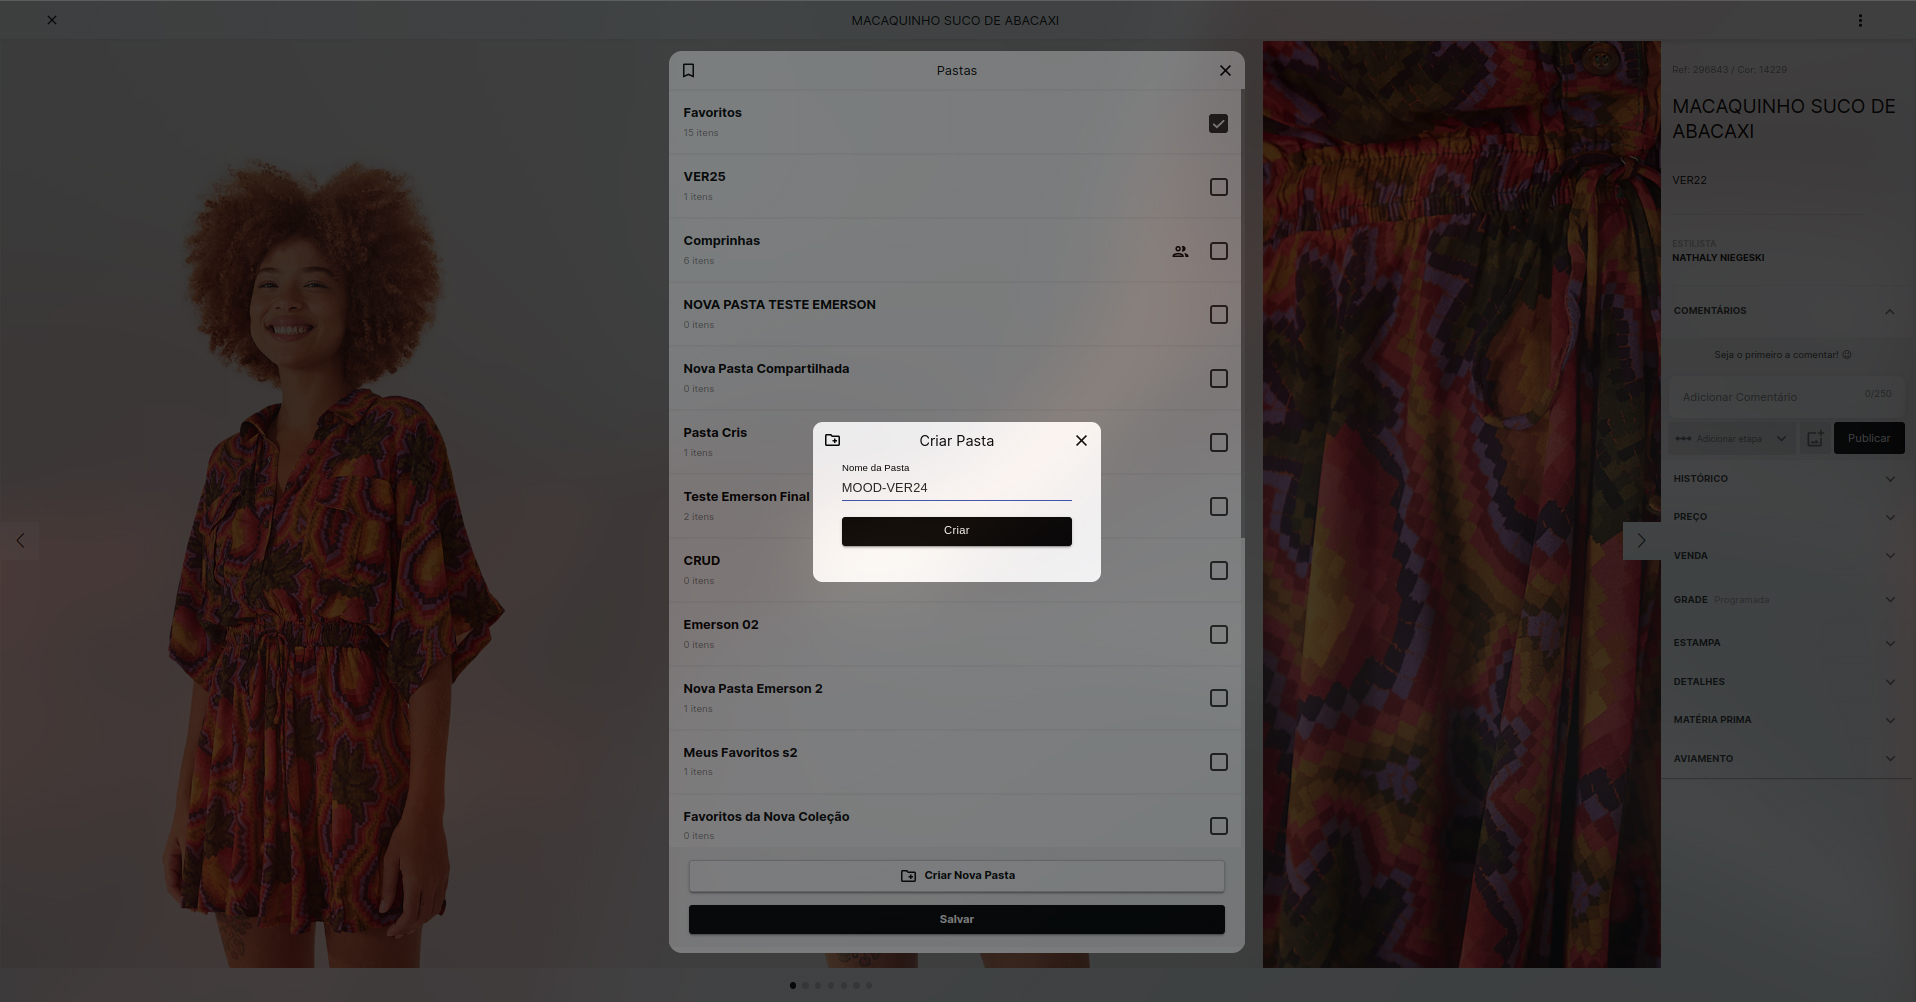 MACAQUINHO SUCO DE ABACAXI
Pastas
Favoritos
15 itens
VER25
1 itens
Comprinhas
6 itens
NOVA PASTA TESTE EMERSON
0 itens
Nova Pasta Compartilhada
0 itens
Pasta Cris
1 itens
Teste Emerson Final
2 itens
CRUD
0 itens
Emerson 02
0 itens
Nova Pasta Emerson 2
1 itens
Meus Favoritos s2
1 itens
Favoritos da Nova Coleção
0 itens
Criar Nova Pasta
Salvar
Criar Pasta
Nome da Pasta
MOOD-VER24
Criar
Ref: 296843 / Cor: 14229
MACAQUINHO SUCO DE
ABACAXI
VER22
ESTILISTA
NATHALY NIEGESKI
COMENTÁRIOS
Seja o primeiro a comentar!
Adicionar Comentário
0/250
Adicionar etapa
Publicar
HISTÓRICO
PREÇO
VENDA
GRADE Programada
ESTAMPA
DETALHES
MATÉRIA PRIMA
AVIAMENTO